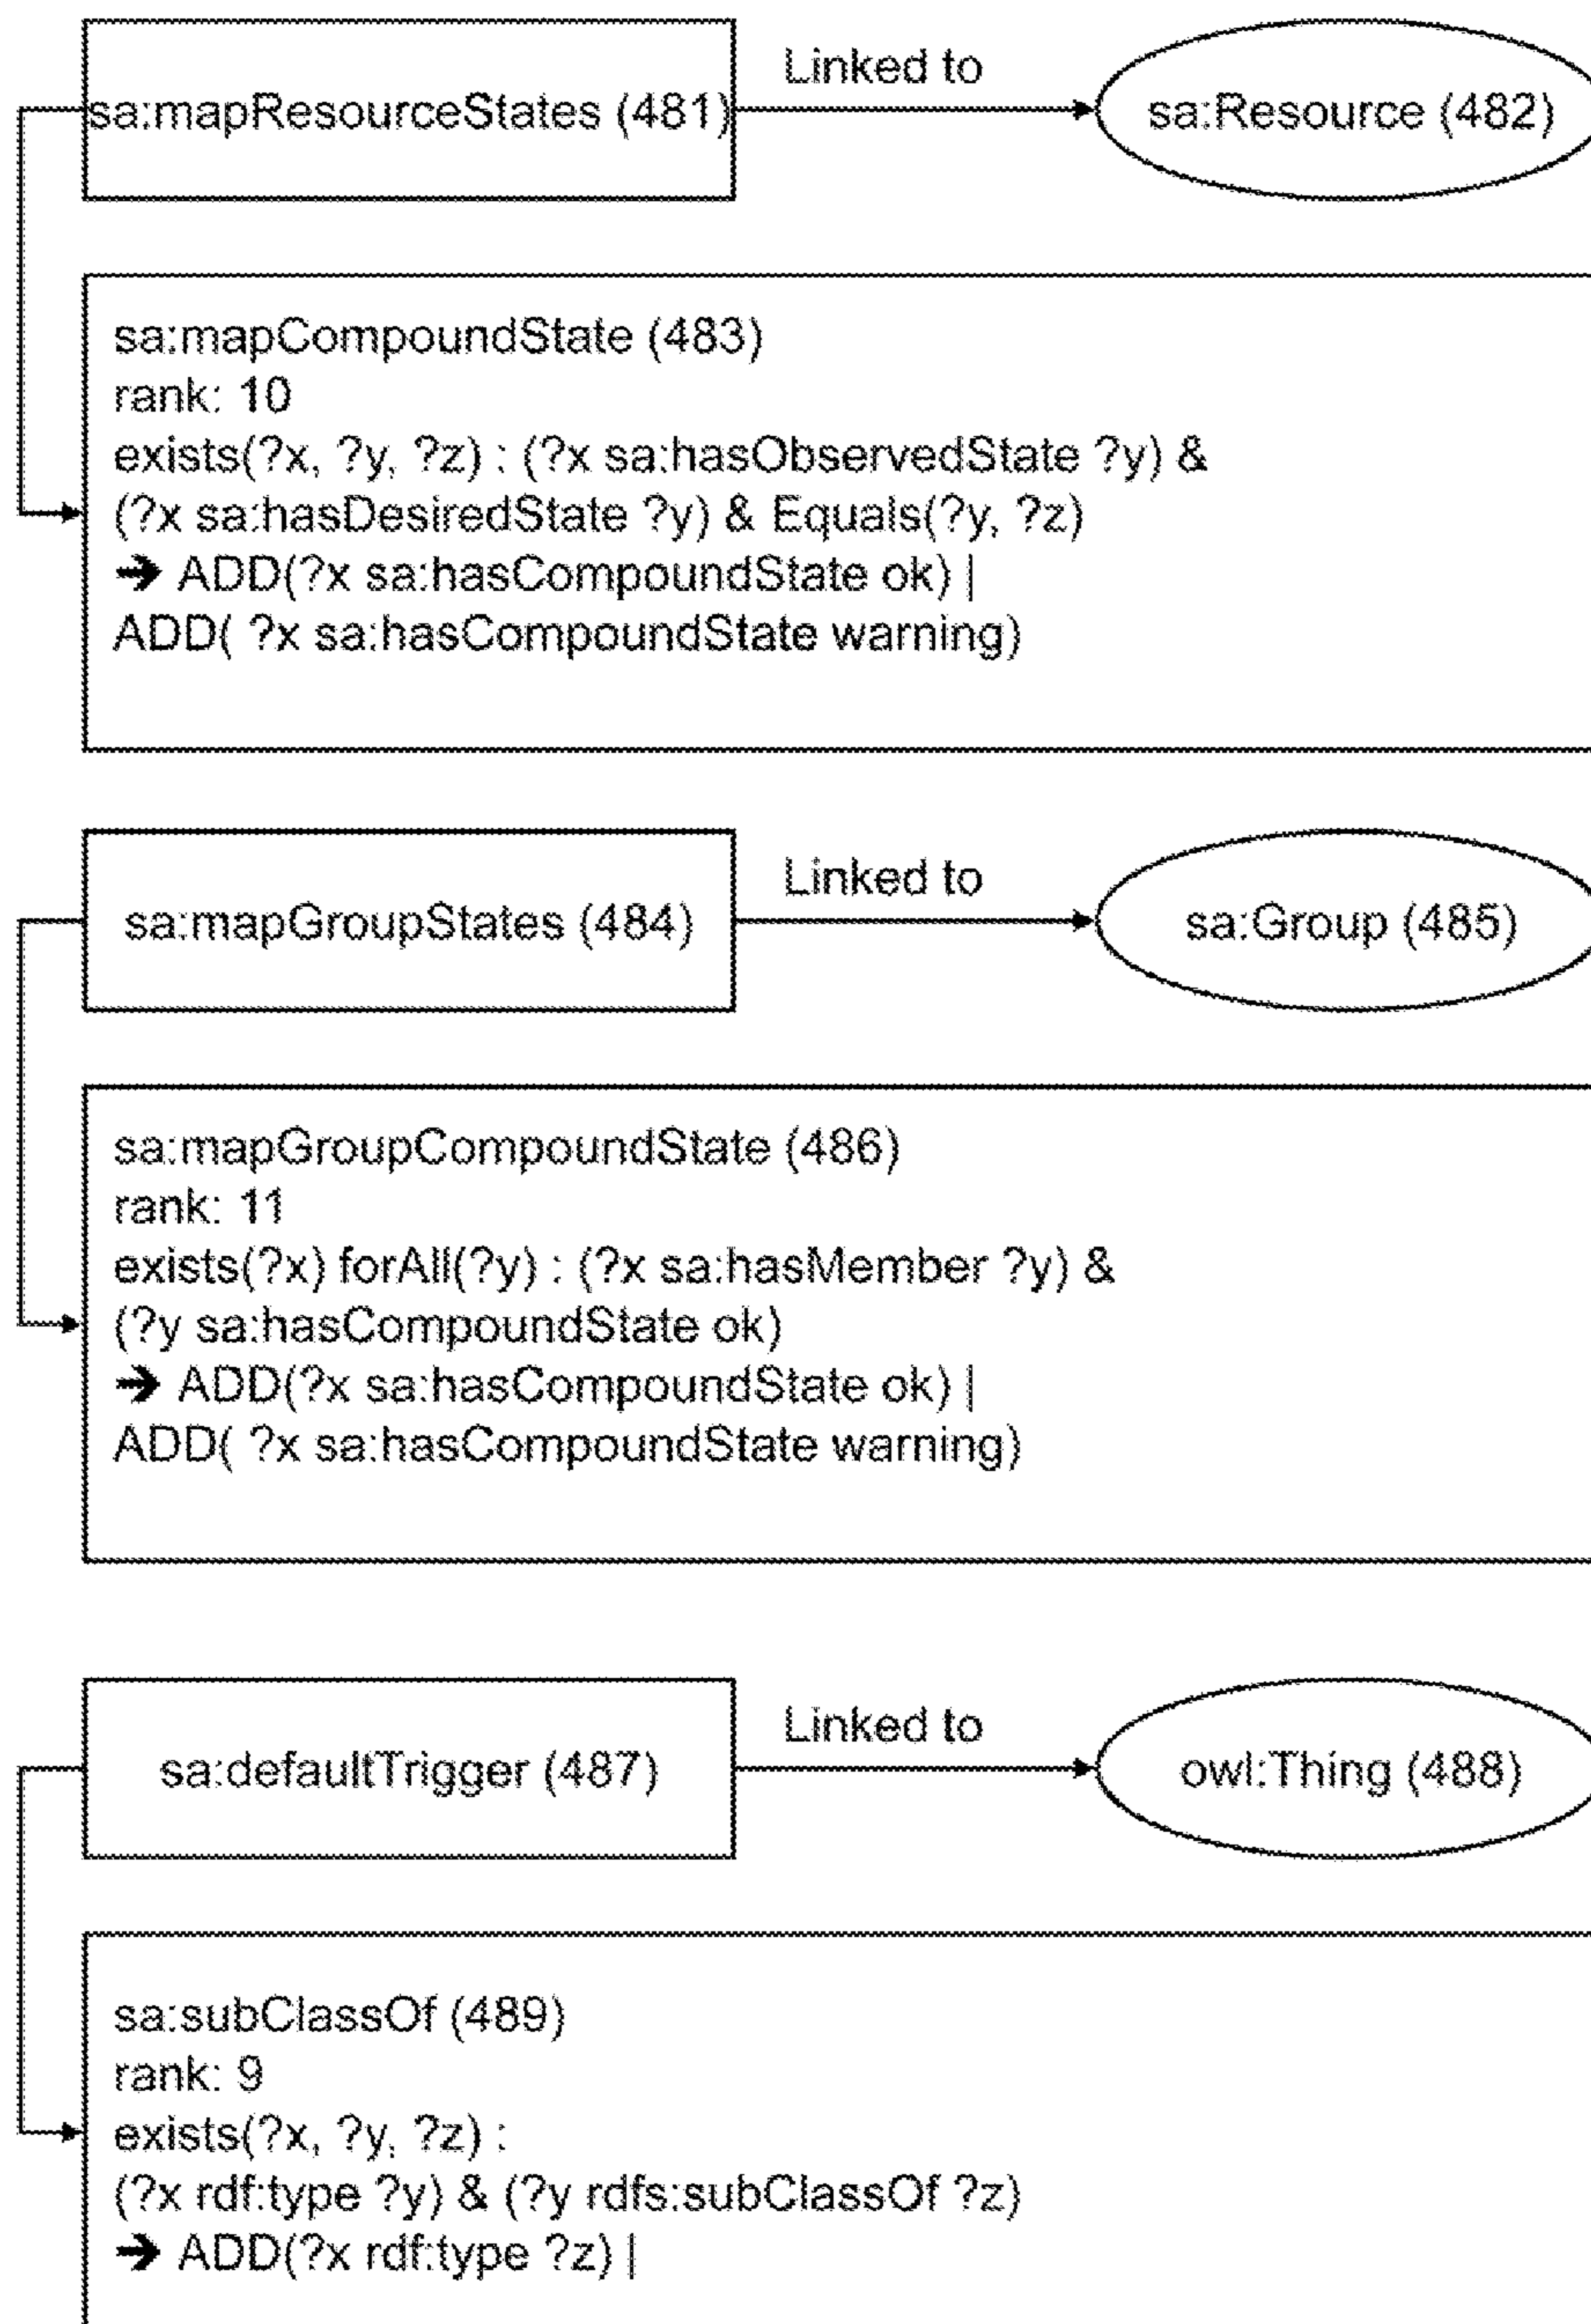 sa:mapResourceStates (481)
Linked to
sa:Resource (482)
sa:mapCompoundState (483)
rank: 10
exists(?x, ?y, ?z) : (?x sa:hasObservedState ?y) &
(?x sa:hasDesiredState ?y) & Equals(?y, ?z)
➔ ADD(?x sa:hasCompoundState ok) |
ADD( ?x sa:hasCompoundState warning)
sa:mapGroupStates (484)
Linked to
sa:Group (485)
sa:mapGroupCompoundState (486)
rank: 11
exists(?x) forAll(?y) : (?x sa:hasMember ?y) &
(?y sa:hasCompoundState ok)
➔ ADD(?x sa:hasCompoundState ok) |
ADD( ?x sa:hasCompoundState warning)
sa:defaultTrigger (487)
Linked to
owl:Thing (488)
sa:subClassOf (489)
rank: 9
exists(?x, ?y, ?z) :
(?x rdf:type ?y) & (?y rdfs:subClassOf ?z)
➔ ADD(?x rdf:type ?z) |